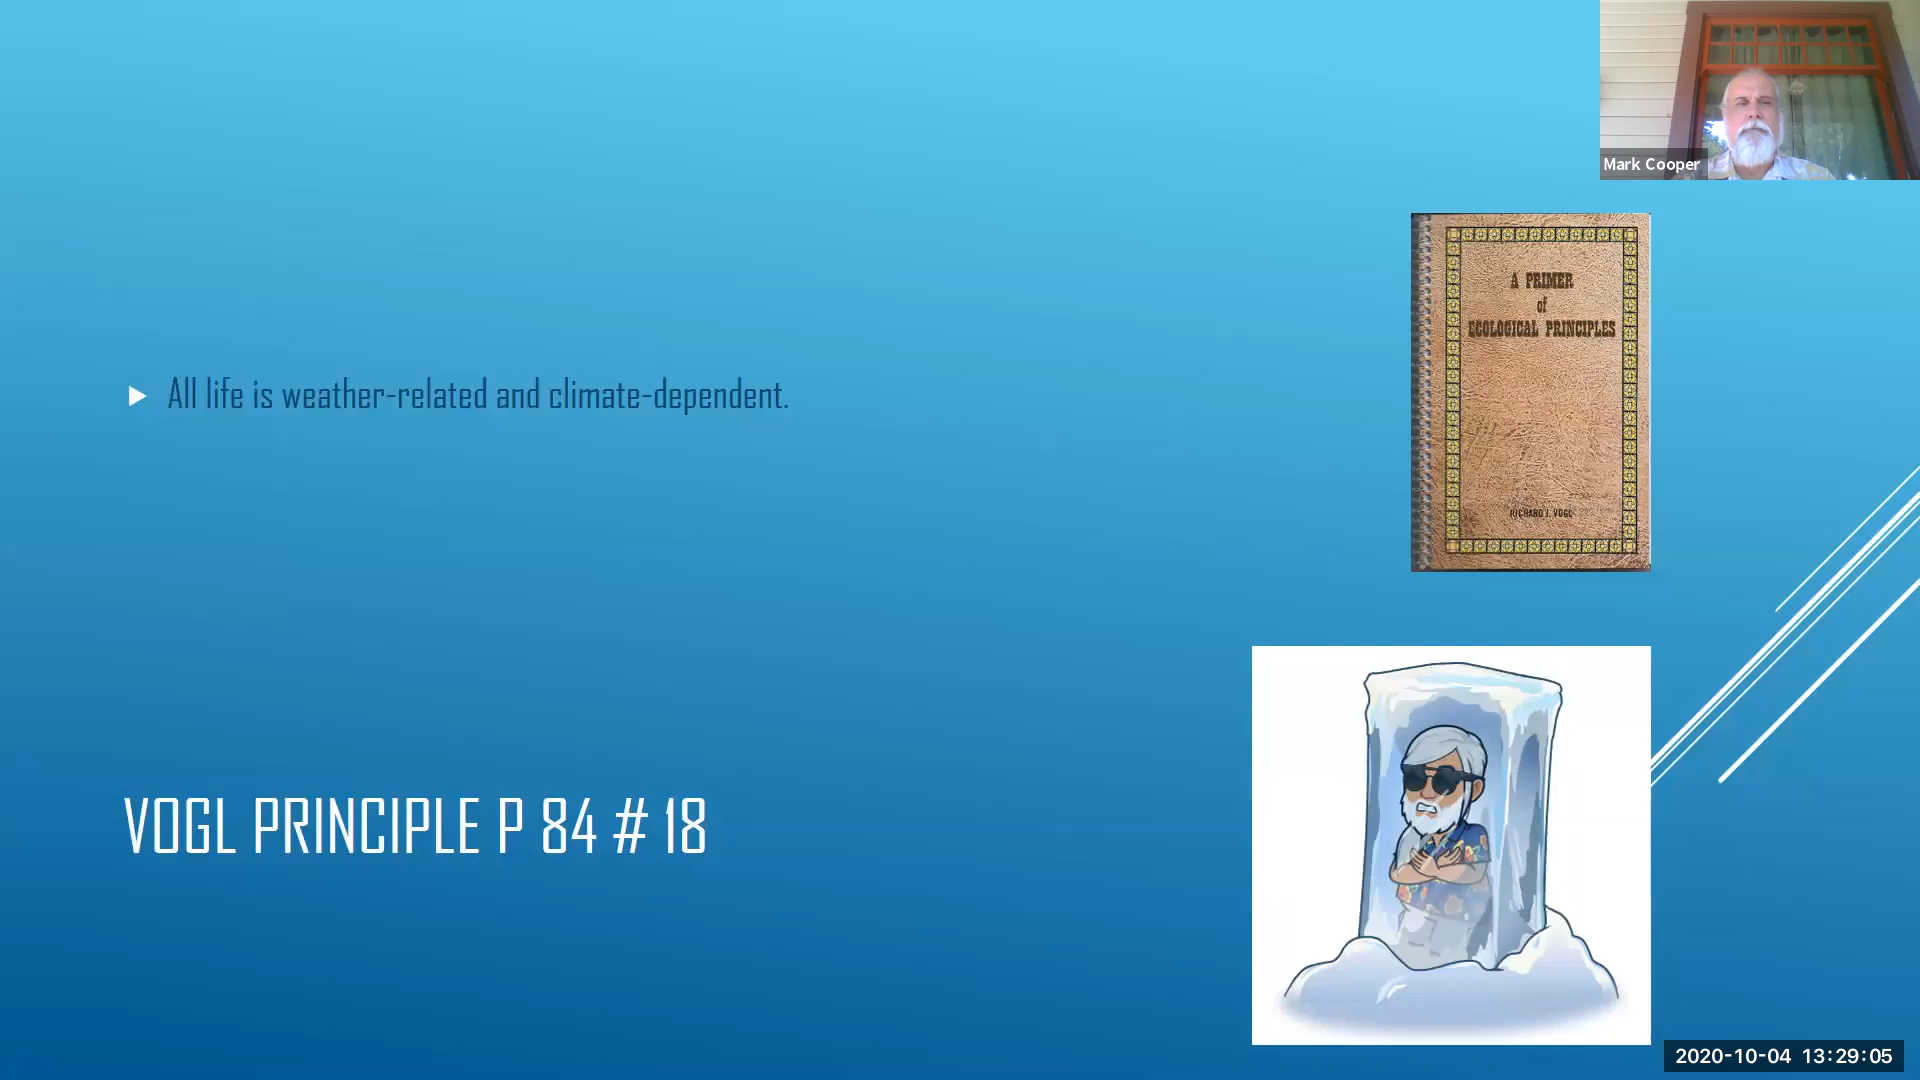 Mark Cooper
A PRIMER
of
ECOLOGICAL PRINCIPLES
RICHARD J. VOGL
All life is weather-related and climate-dependent.
VOGL PRINCIPLE P 84 # 18
2020-10-04 13:29:05